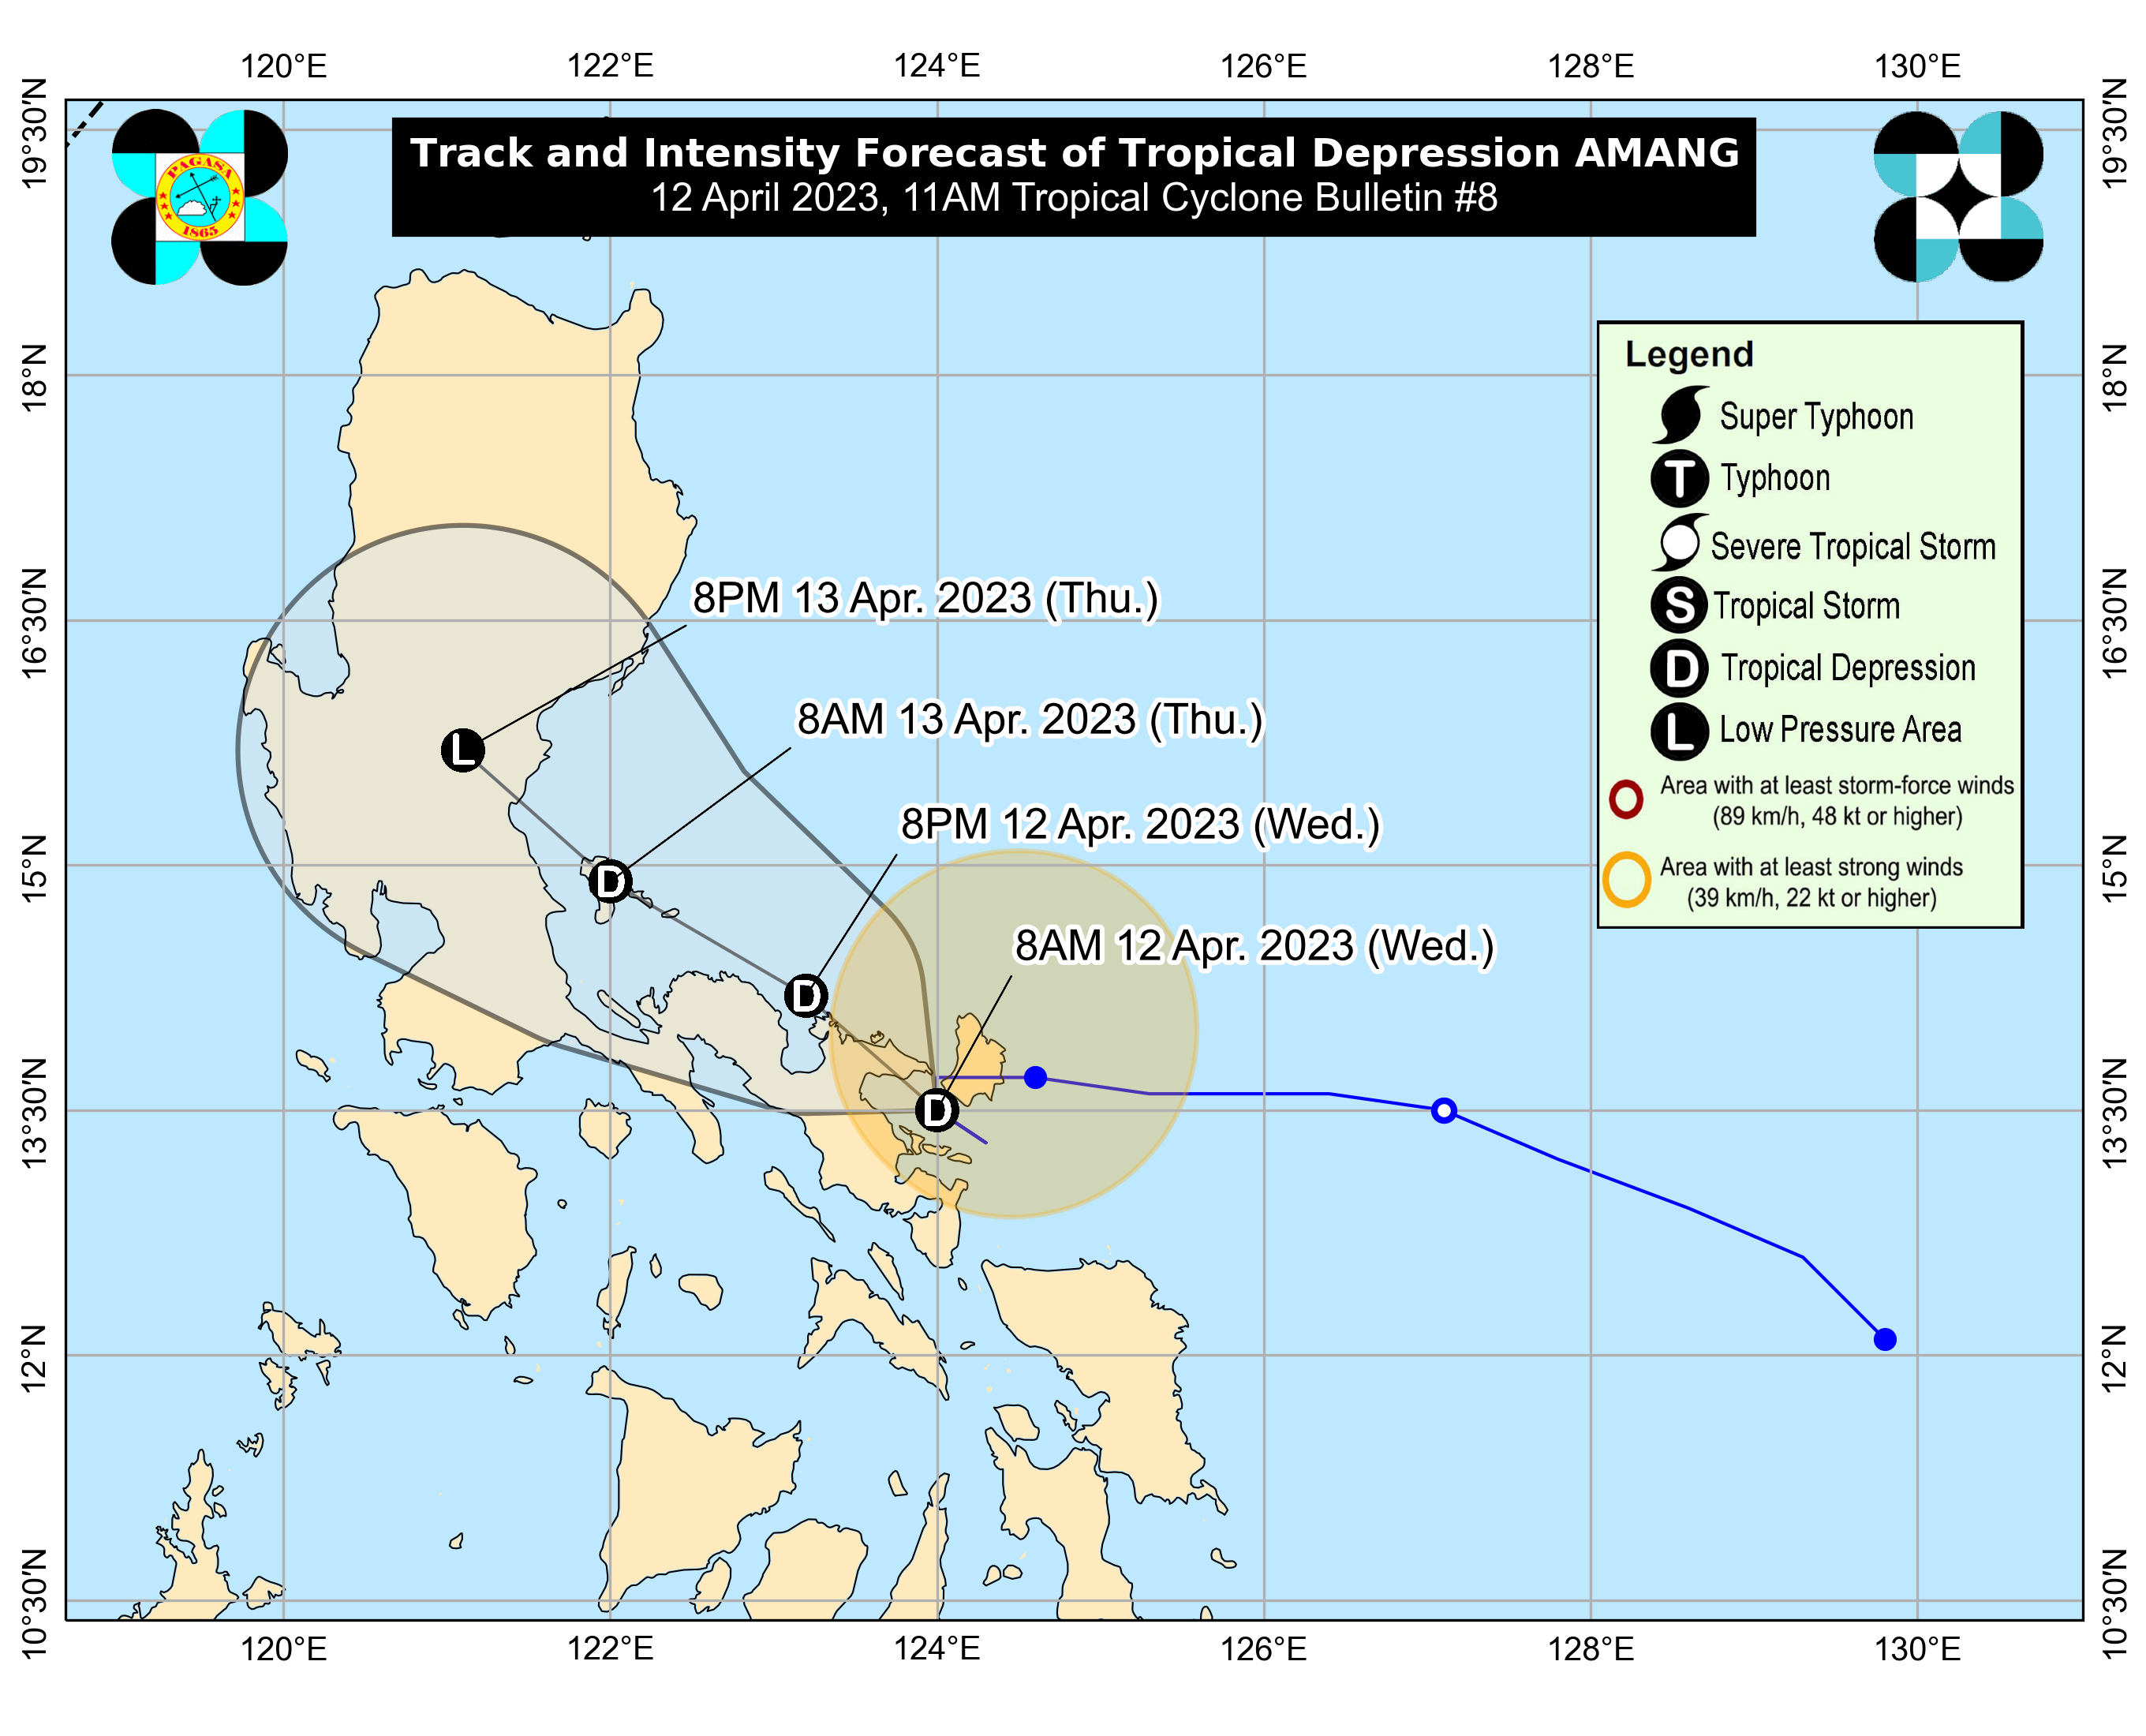 120°E 122°E 124°E 126°E 128°E 130°E
19°30'N
19°30'N
PAGASA
1865
Track and Intensity Forecast of Tropical Depression AMANG
12 April 2023, 11AM Tropical Cyclone Bulletin #8
18°N
18°N
Legend
Super Typhoon
T Typhoon
Severe Tropical Storm
S Tropical Storm
D Tropical Depression
L Low Pressure Area
Area with at least storm-force winds
(89 km/h, 48 kt or higher)
Area with at least strong winds
(39 km/h, 22 kt or higher)
16°30'N
16°30'N
8PM 13 Apr. 2023 (Thu.)
L
8AM 13 Apr. 2023 (Thu.)
D
8PM 12 Apr. 2023 (Wed.)
D
8AM 12 Apr. 2023 (Wed.)
D
15°N
15°N
13°30'N
13°30'N
12°N
12°N
10°30'N
10°30'N
120°E 122°E 124°E 126°E 128°E 130°E